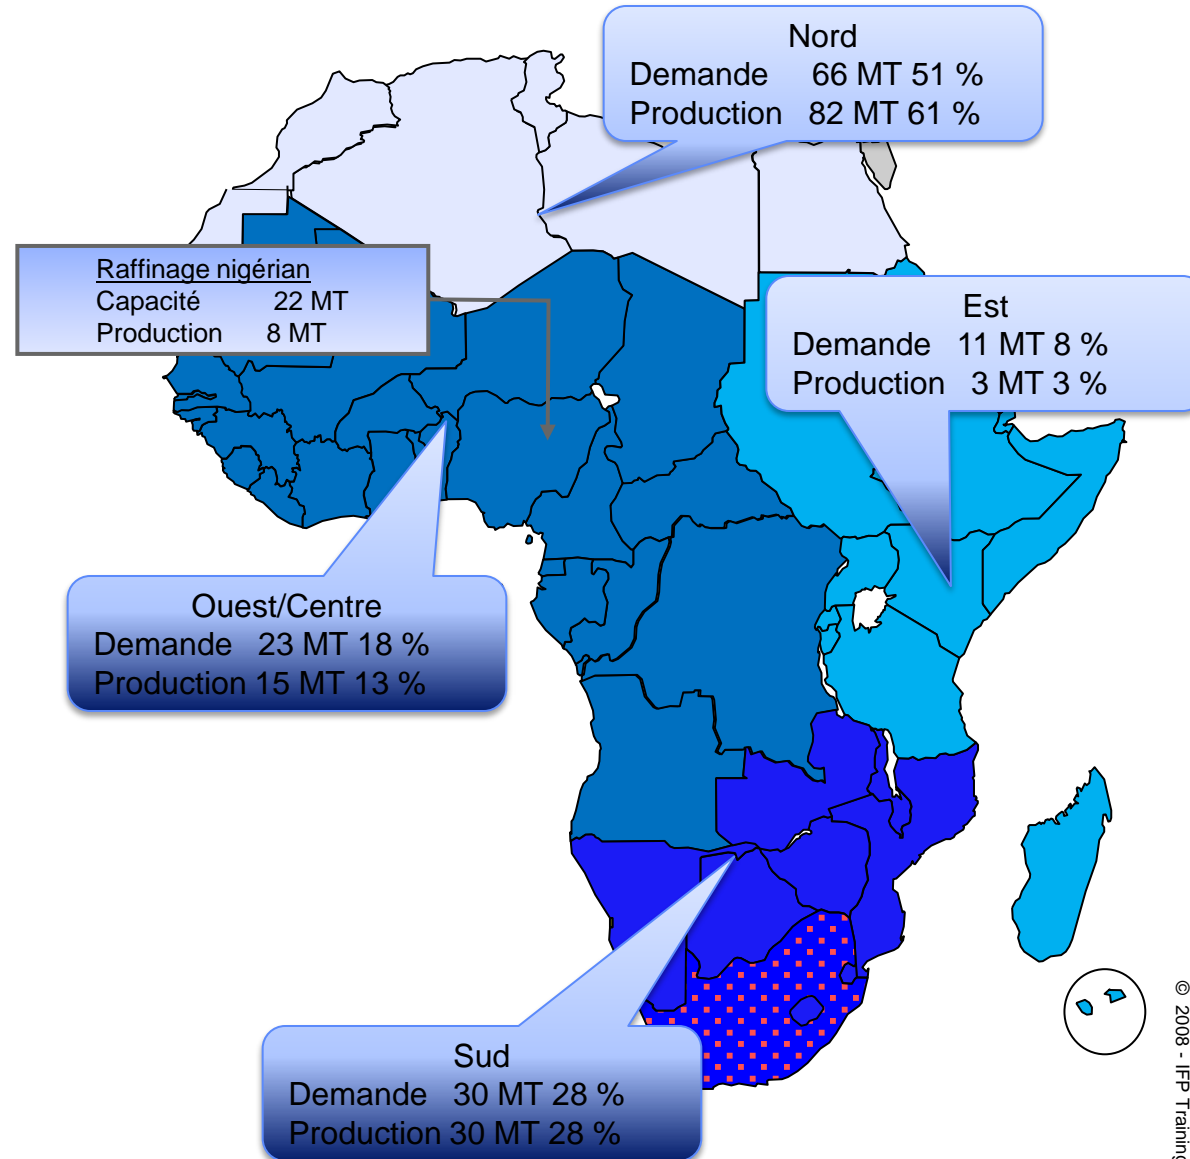 Nord
Demande 66 MT 51 %
Production 82 MT 61 %
Raffinage nigérian
Capacité 22 MT
Production 8 MT
Est
Demande 11 MT 8 %
Production 3 MT 3 %
Ouest/Centre
Demande 23 MT 18 %
Production 15 MT 13 %
Sud
Demande 30 MT 28 %
Production 30 MT 28 %
© 2008 - IFP Training